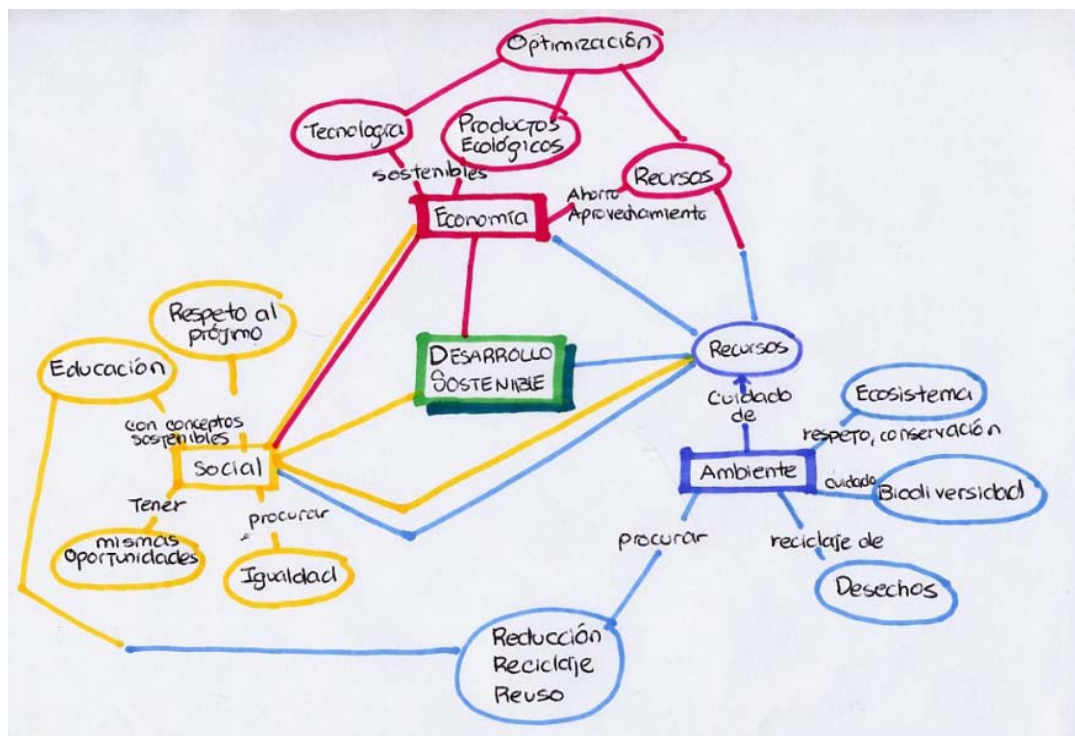 Optimización
Tecnología
Productos
Ecológicos
sostenibles
Recursos
Ahorro
Aprovechamiento
Economía
Respeto al
prójimo
Educación
con conceptos
sostenibles
DESARROLLO
SOSTENIBLE
Recursos
cuidado
de
Ecosistema
respeto, conservación
Social
Ambiente
cuidado
Biodiversidad
Tener
mismas
Oportunidades
procurar
Igualdad
procurar
reciclaje de
Desechos
Reducción
Reciclaje
Reuso